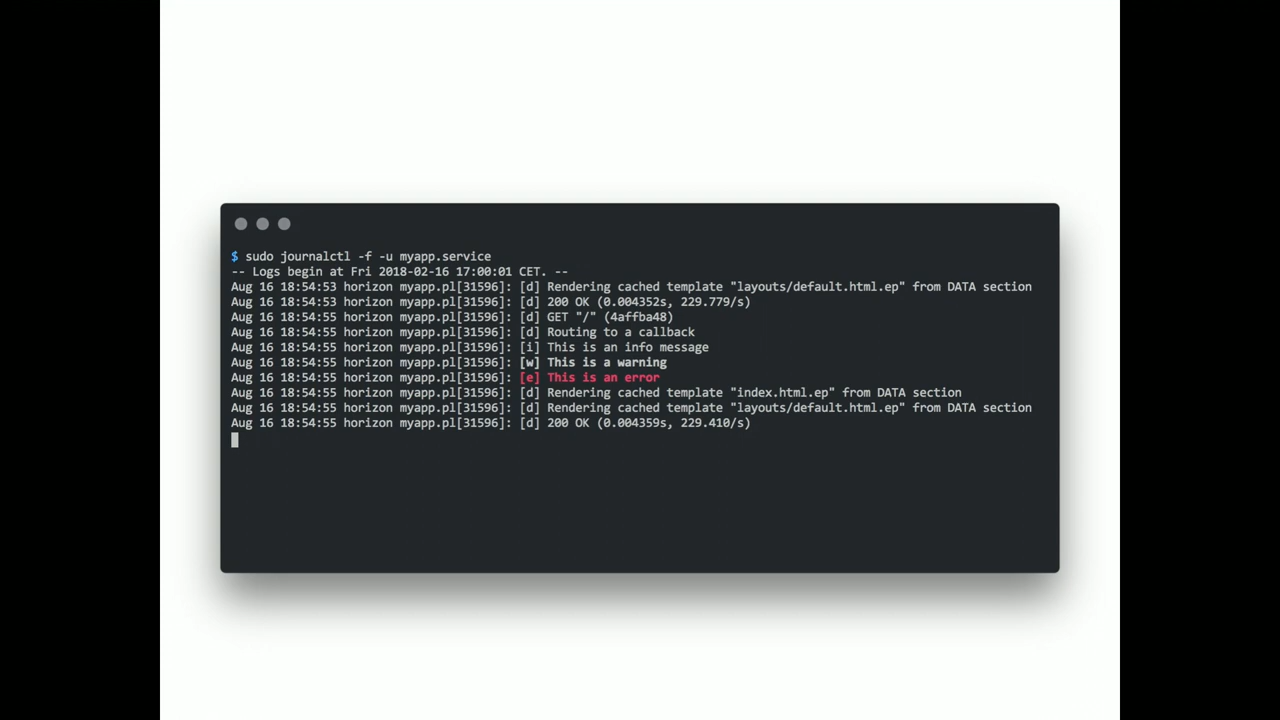 $ sudo journalctl -f -u myapp.service
-- Logs begin at Fri 2018-02-16 17:00:01 CET. --
Aug 16 18:54:53 horizon myapp.pl[31596]: [d] Rendering cached template "layouts/default.html.ep" from DATA section
Aug 16 18:54:53 horizon myapp.pl[31596]: [d] 200 OK (0.004352s, 229.779/s)
Aug 16 18:54:55 horizon myapp.pl[31596]: [d] GET "/" (4affba48)
Aug 16 18:54:55 horizon myapp.pl[31596]: [d] Routing to a callback
Aug 16 18:54:55 horizon myapp.pl[31596]: [i] This is an info message
Aug 16 18:54:55 horizon myapp.pl[31596]: [w] This is a warning
Aug 16 18:54:55 horizon myapp.pl[31596]: [e] This is an error
Aug 16 18:54:55 horizon myapp.pl[31596]: [d] Rendering cached template "index.html.ep" from DATA section
Aug 16 18:54:55 horizon myapp.pl[31596]: [d] Rendering cached template "layouts/default.html.ep" from DATA section
Aug 16 18:54:55 horizon myapp.pl[31596]: [d] 200 OK (0.004359s, 229.410/s)